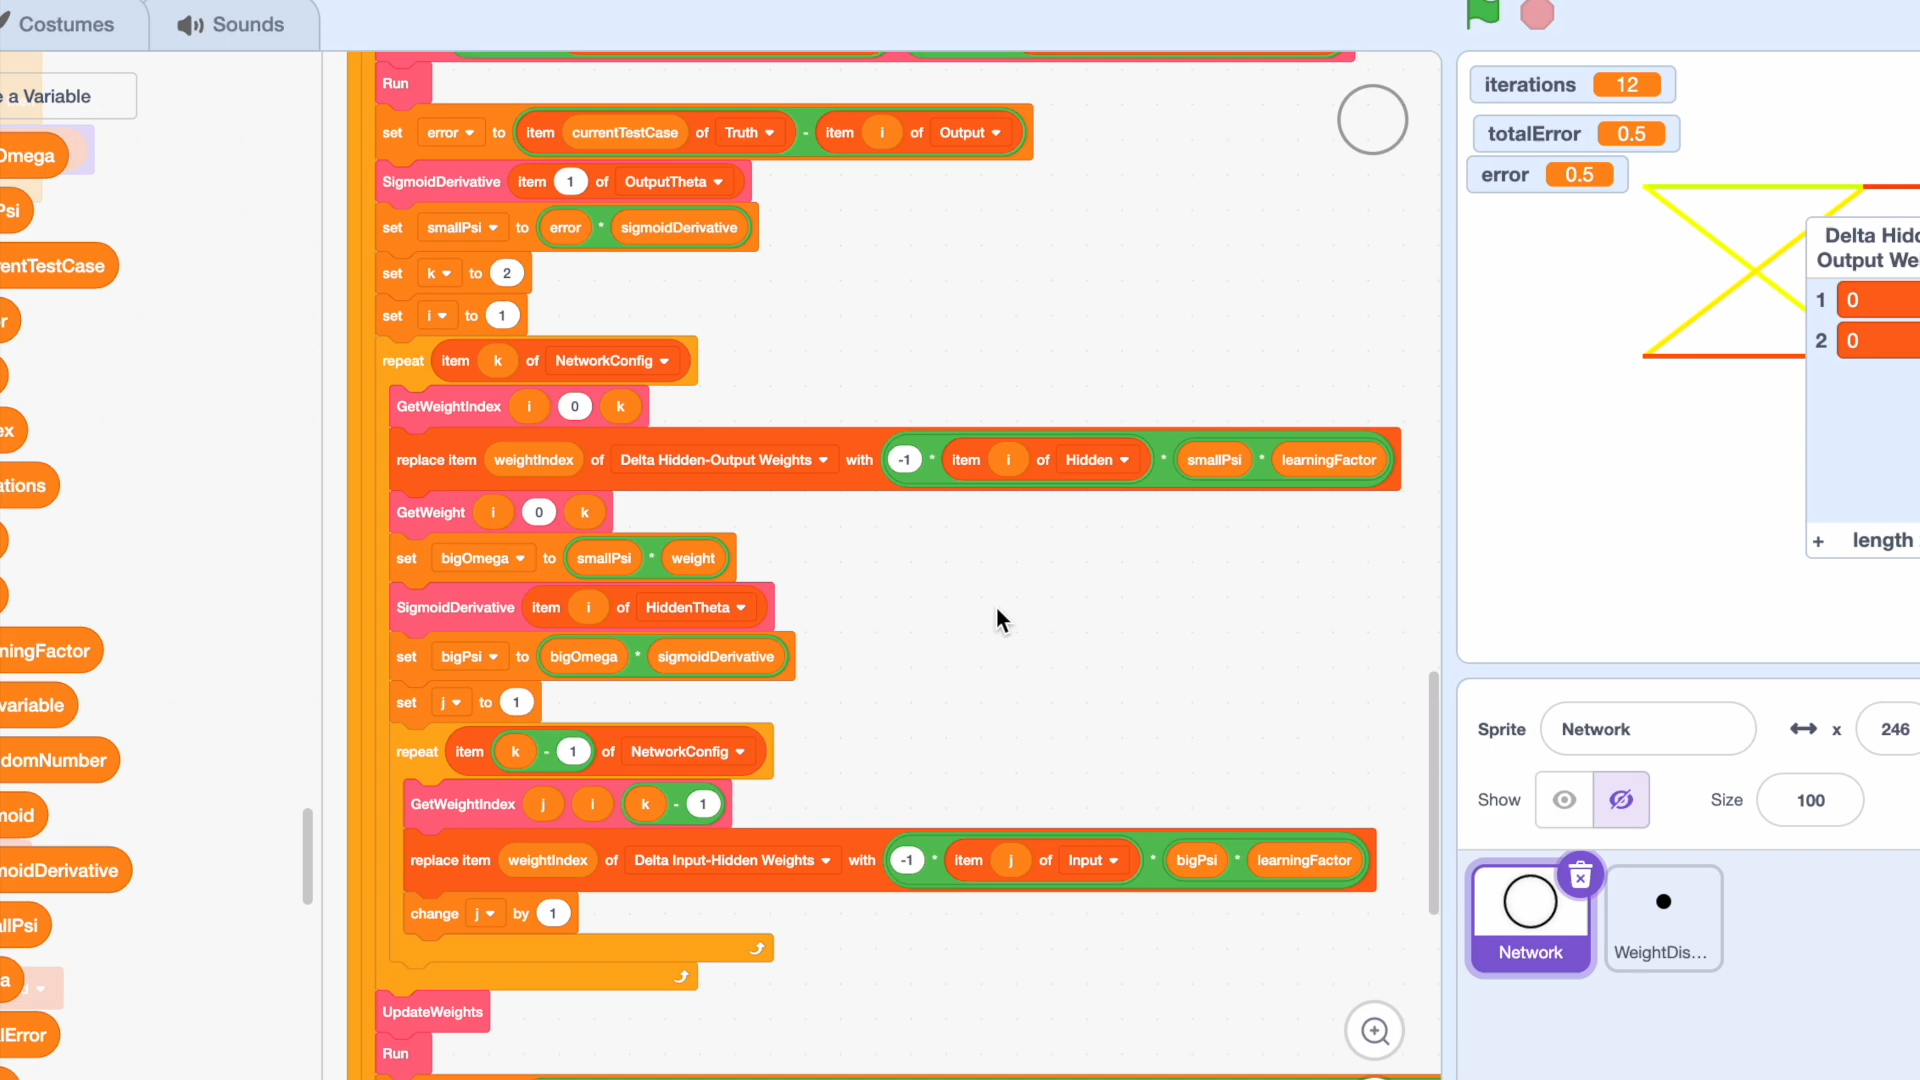 Costumes
Sounds
e a Variable
Omega
Psi
entTestCase
r
ex
ations
ningFactor
variable
domNumber
moid
moidDerivative
allPsi
a
lError
Run
set error to item currentTestCase of Truth - item i of Output
SigmoidDerivative item 1 of OutputTheta
set smallPsi to error * sigmoidDerivative
set k to 2
set i to 1
repeat item k of NetworkConfig
GetWeightIndex i 0 k
replace item weightIndex of Delta Hidden-Output Weights with -1 * item i of Hidden * smallPsi * learningFactor
GetWeight i 0 k
set bigOmega to smallPsi * weight
SigmoidDerivative item i of HiddenTheta
set bigPsi to bigOmega * sigmoidDerivative
set j to 1
repeat item k - 1 of NetworkConfig
GetWeightIndex j i k - 1
replace item weightIndex of Delta Input-Hidden Weights with -1 * item j of Input * bigPsi * learningFactor
change j by 1
UpdateWeights
Run
iterations 12
totalError 0.5
error 0.5
Delta Hidd
Output We
1 0
2 0
+ length
Sprite Network x 246
Show Size 100
Network
WeightDis...